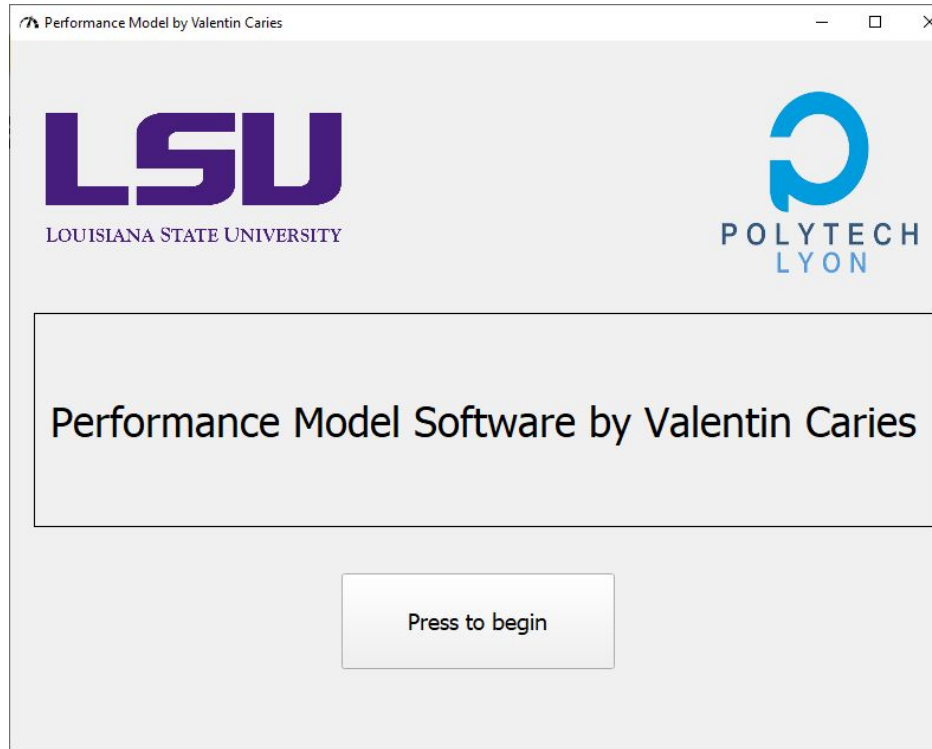 Performance Model by Valentin Caries
LSU
LOUISIANA STATE UNIVERSITY
POLYTECH
LYON
Performance Model Software by Valentin Caries
Press to begin